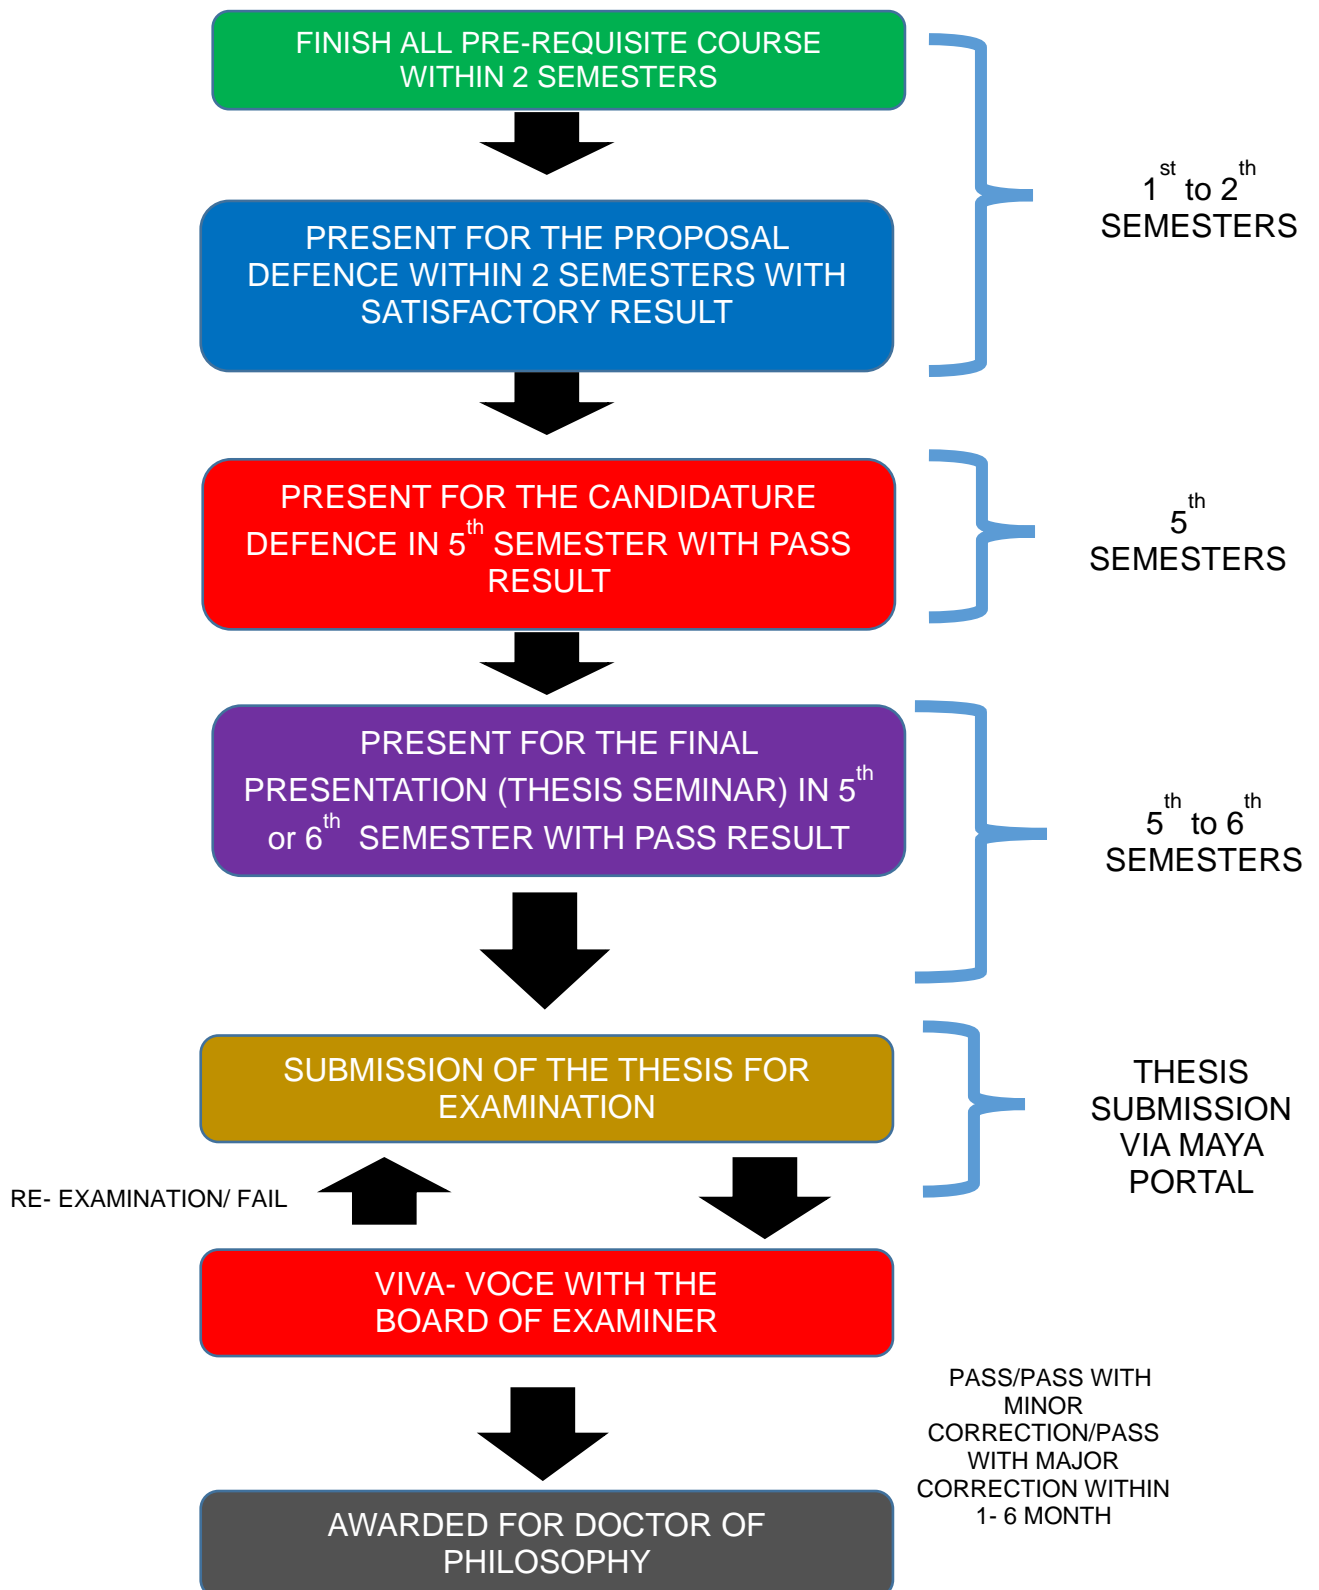 FINISH ALL PRE-REQUISITE COURSE
WITHIN 2 SEMESTERS
1st to 2th
SEMESTERS
PRESENT FOR THE PROPOSAL
DEFENCE WITHIN 2 SEMESTERS WITH
SATISFACTORY RESULT
PRESENT FOR THE CANDIDATURE
DEFENCE IN 5th SEMESTER WITH PASS
RESULT
5th
SEMESTERS
PRESENT FOR THE FINAL
PRESENTATION (THESIS SEMINAR) IN 5th
or 6th SEMESTER WITH PASS RESULT
5th to 6th
SEMESTERS
SUBMISSION OF THE THESIS FOR
EXAMINATION
THESIS
SUBMISSION
VIA MAYA
PORTAL
RE- EXAMINATION/ FAIL
VIVA- VOCE WITH THE
BOARD OF EXAMINER
PASS/PASS WITH
MINOR
CORRECTION/PASS
WITH MAJOR
CORRECTION WITHIN
1- 6 MONTH
AWARDED FOR DOCTOR OF
PHILOSOPHY